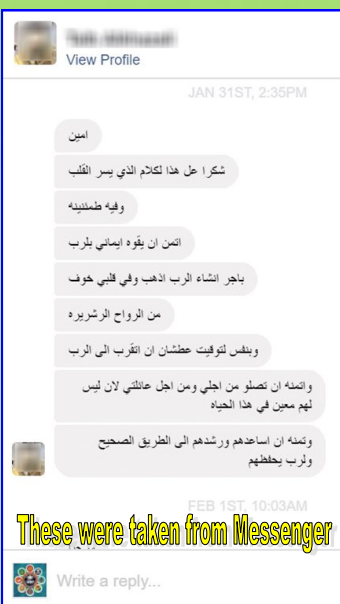 View Profile
JAN 31ST, 2:35PM
امين
شكرا عل هذا لكلام الذي يسر القلب
وفيه طمئنينه
اتمن ان يقوه ايماني بلرب
باجر انشاء الرب اذهب وفي قلبي خوف
من الرواح الرشريره
وبنفس لتوقيت عطشان ان اتقرب الى الرب
واتمنه ان تصلو من اجلي ومن اجل عائلتي لان ليس
لهم معين في هذا الحياه
وتمنه ان اساعدهم ورشدهم الى الطريق الصحيح
ولرب يحفظهم
FEB 1ST, 10:03AM
These were taken from Messenger
Write a reply...